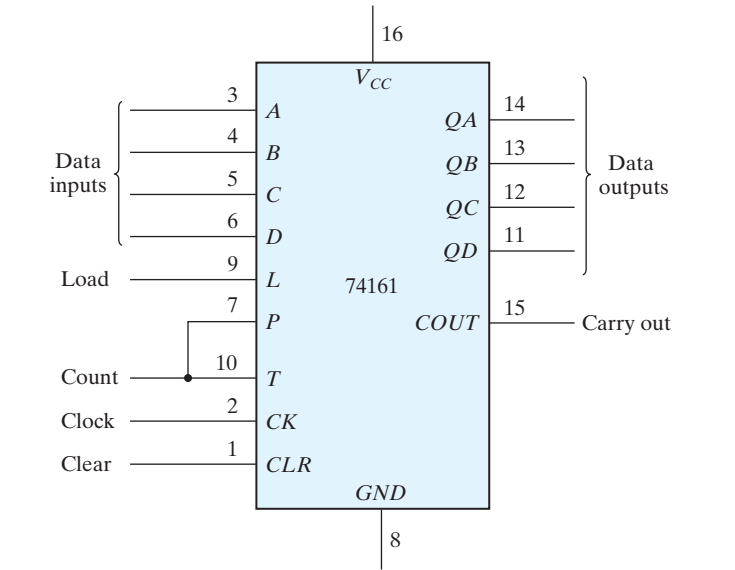 16
V_CC
3
A
14
QA
4
B
13
QB
Data
inputs
Data
outputs
5
C
12
QC
6
D
11
QD
Load
9
L
74161
7
P
15
COUT
Carry out
Count
10
T
Clock
2
CK
Clear
1
CLR
GND
8